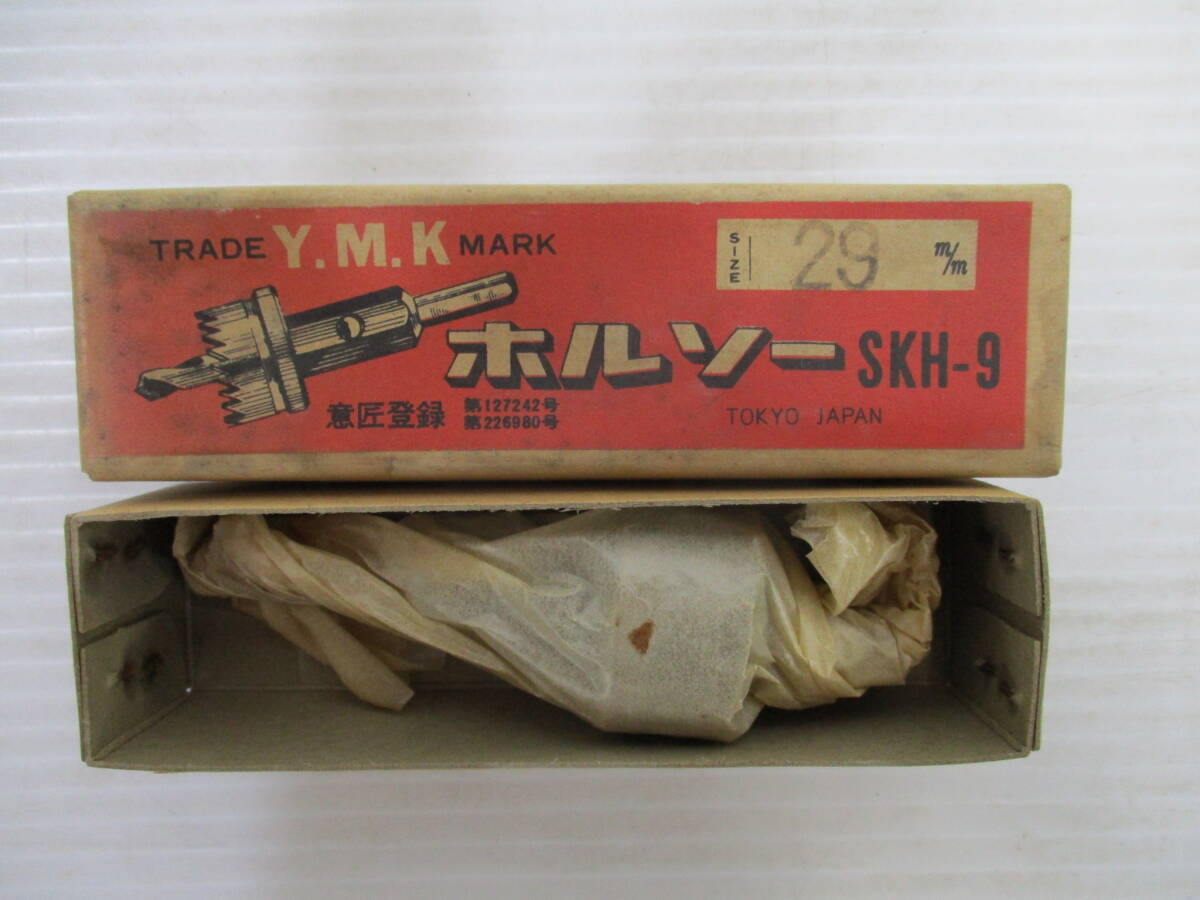 TRADE Y.M.K MARK
SIZE 29 m/m
ホルソー SKH-9
意匠登録 第127242号
第226980号
TOKYO JAPAN